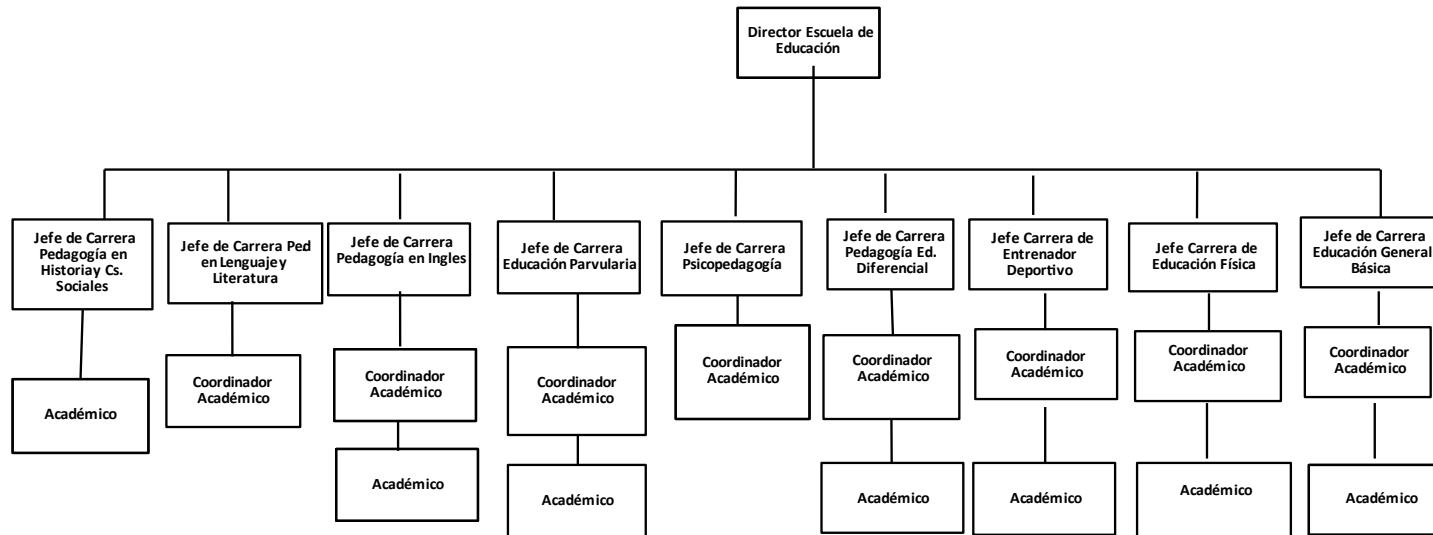 Director Escuela de
Educación
Jefe de Carrera
Pedagogía en
Historiay Cs.
Sociales
Jefe de Carrera Ped
en Lenguaje y
Literatura
Jefe de Carrera
Pedagogía en Ingles
Jefe de Carrera
Educación Parvularia
Jefe de Carrera
Psicopedagogía
Jefe de Carrera
Pedagogía Ed.
Diferencial
Jefe Carrera de
Entrenador
Deportivo
Jefe Carrera de
Educación Física
Jefe de Carrera
Educación General
Básica
Académico
Coordinador
Académico
Coordinador
Académico
Coordinador
Académico
Coordinador
Académico
Coordinador
Académico
Coordinador
Académico
Coordinador
Académico
Coordinador
Académico
Académico
Académico
Académico
Académico
Académico
Académico